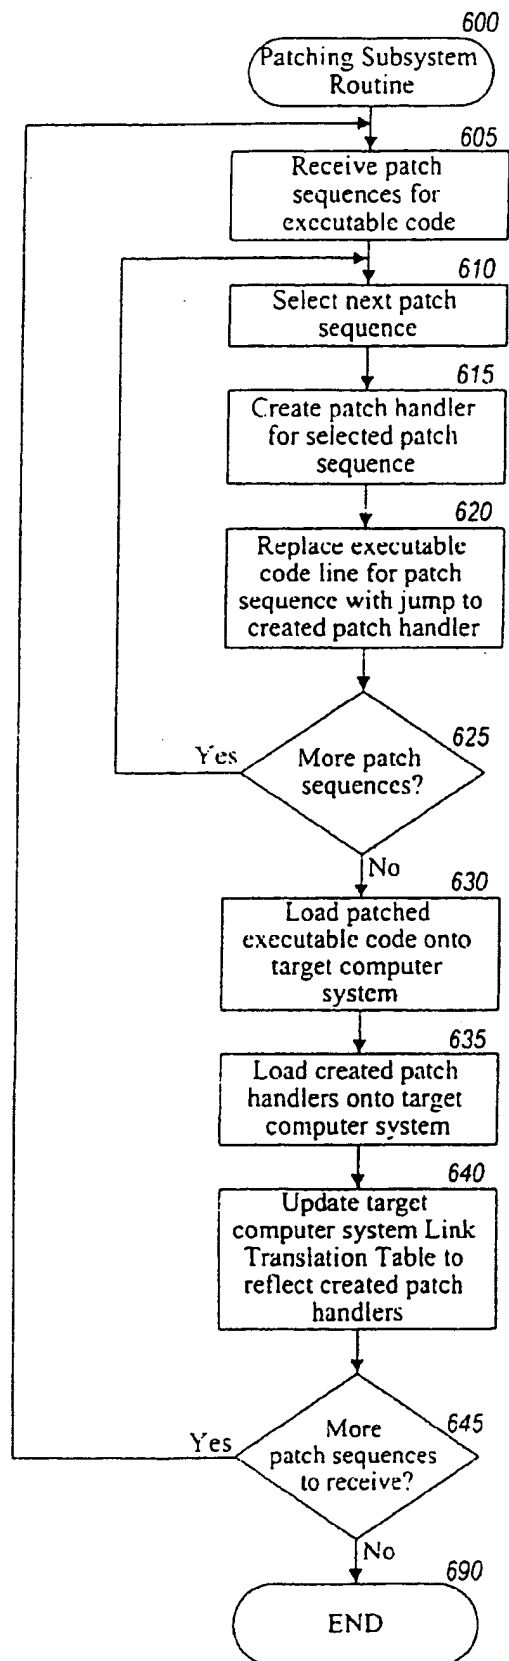 600
Patching Subsystem
Routine
605
Receive patch
sequences for
executable code
610
Select next patch
sequence
615
Create patch handler
for selected patch
sequence
620
Replace executable
code line for patch
sequence with jump to
created patch handler
625
Yes
More patch
sequences?
No
630
Load patched
executable code onto
target computer
system
635
Load created patch
handlers onto target
computer system
640
Update target
computer system Link
Translation Table to
reflect created patch
handlers
645
Yes
More
patch sequences
to receive?
No
690
END